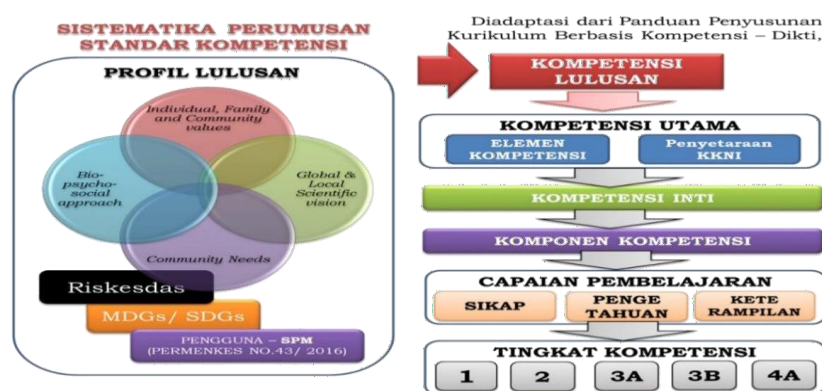 SISTEMATIKA PERUMUSAN
STANDAR KOMPETENSI
PROFIL LULUSAN
Individual, Family
and Community
values
Bio-
psycho-
social
approach
Global &
Local
Scientific
vision
Community Needs
Riskesdas
MDGs/ SDGs
PENGGUNA – SPM
(PERMENKES NO.43/ 2016)
Diadaptasi dari Panduan Penyusunan
Kurikulum Berbasis Kompetensi – Dikti,
KOMPETENSI
LULUSAN
KOMPETENSI UTAMA
ELEMEN
KOMPETENSI
Penyetaraan
KKNI
KOMPETENSI INTI
KOMPONEN KOMPETENSI
CAPAIAN PEMBELAJARAN
SIKAP
PENGE
TAHUAN
KETE
RAMPILAN
TINGKAT KOMPETENSI
1 2 3A 3B 4A